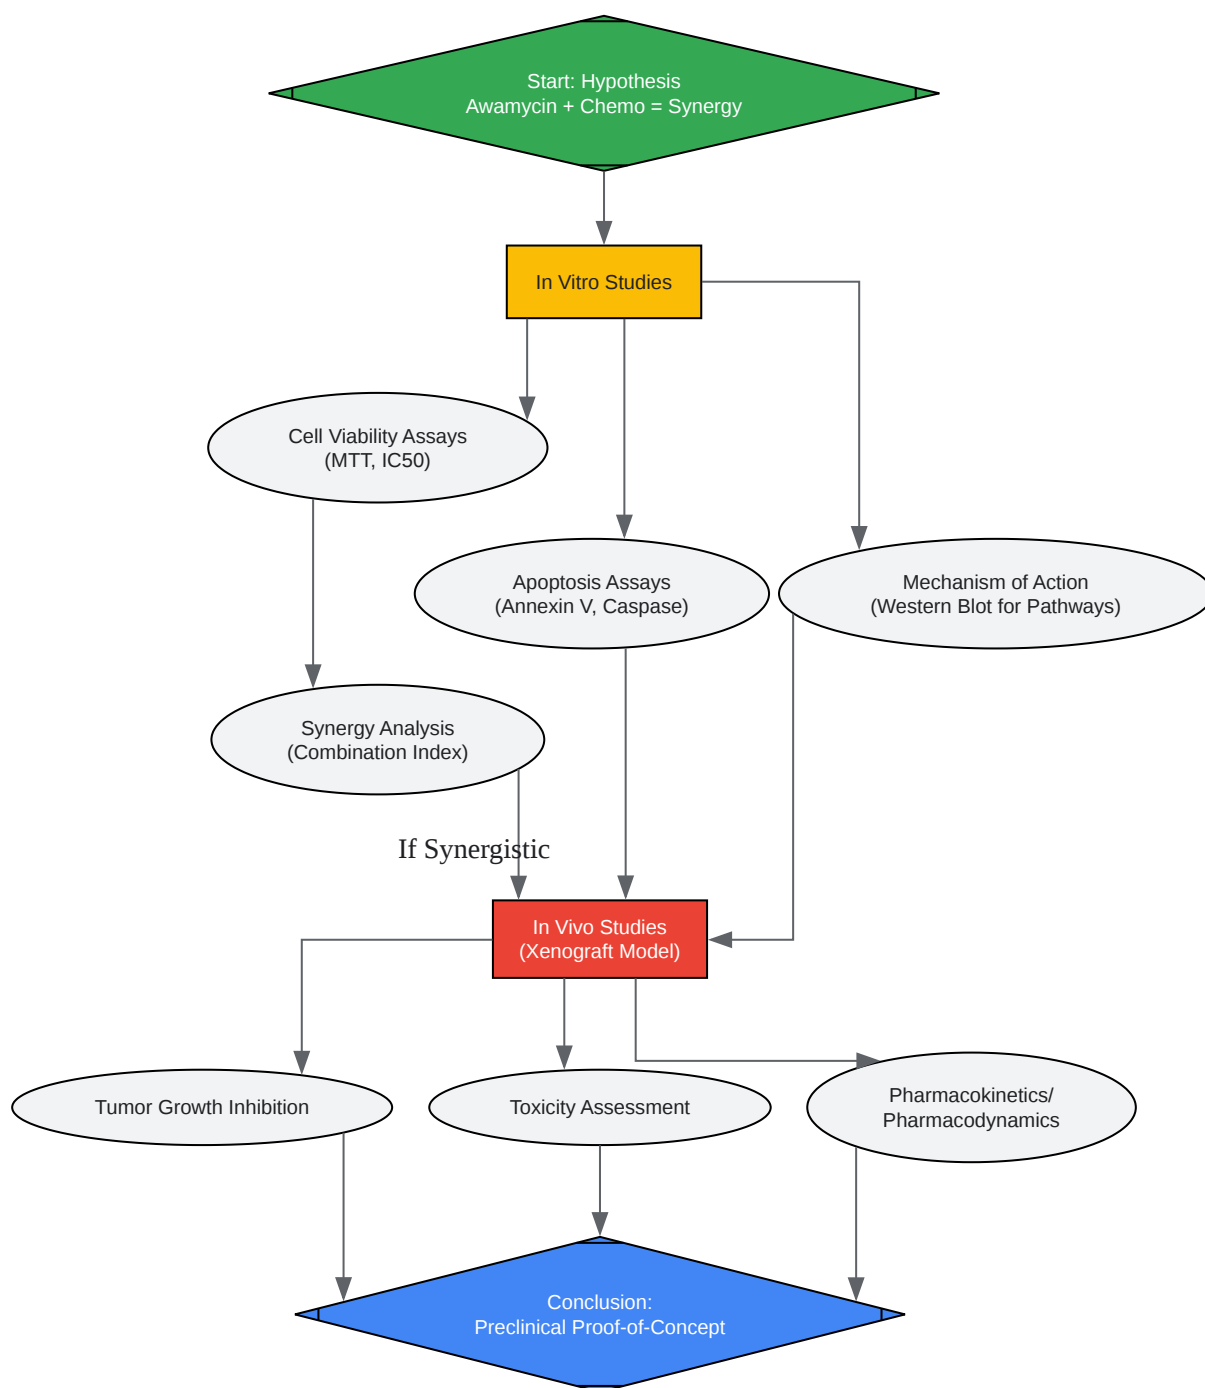 Start: Hypothesis
Awamycin + Chemo = Synergy
In Vitro Studies
Cell Viability Assays
(MTT, IC50)
Apoptosis Assays
(Annexin V, Caspase)
Mechanism of Action
(Western Blot for Pathways)
Synergy Analysis
(Combination Index)
If Synergistic
In Vivo Studies
(Xenograft Model)
Tumor Growth Inhibition
Toxicity Assessment
Pharmacokinetics/
Pharmacodynamics
Conclusion:
Preclinical Proof-of-Concept